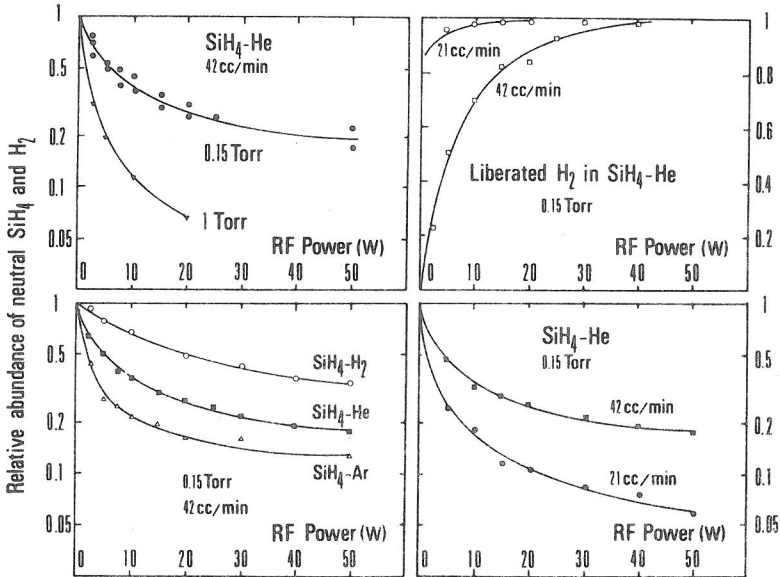 Relative abundance of neutral SiH4 and H2
1
0.5
0.2
0.1
0.05
SiH4-He
42cc/min
0.15 Torr
1 Torr
RF Power (W)
0 10 20 30 40 50
21 cc/min
42 cc/min
Liberated H2 in SiH4-He
0.15 Torr
RF Power (W)
0 10 20 30 40 50
1
0.8
0.6
0.4
0.2
1
0.5
0.2
0.1
0.05
SiH4-H2
SiH4-He
SiH4-Ar
0.15 Torr
42 cc/min
RF Power (W)
0 10 20 30 40 50
SiH4-He
0.15 Torr
42 cc/min
21 cc/min
RF Power (W)
0 10 20 30 40 50
1
0.5
0.2
0.1
0.05